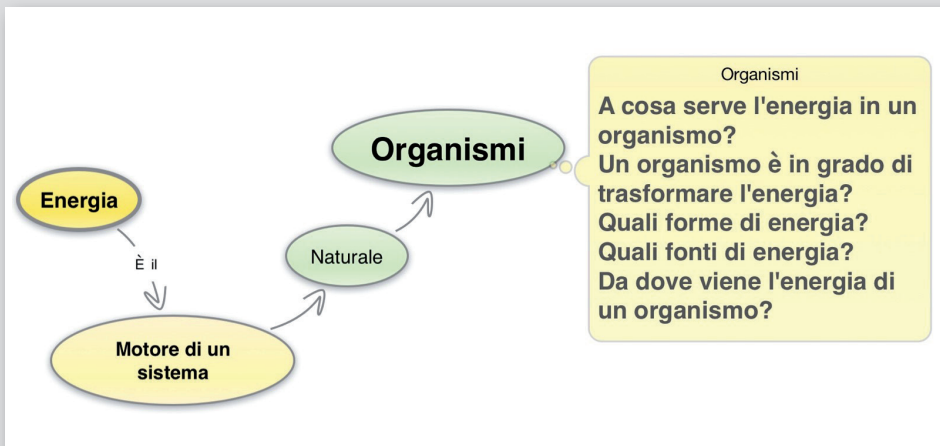 Organismi
A cosa serve l'energia in un
organismo?
Un organismo è in grado di
trasformare l'energia?
Quali forme di energia?
Quali fonti di energia?
Da dove viene l'energia di
un organismo?
Organismi
Energia
Naturale
È il
Motore di un
sistema